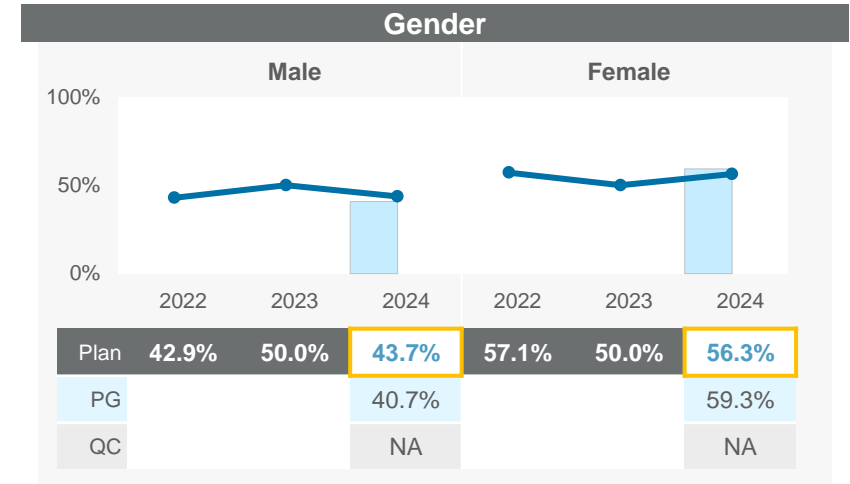 Gender
Male Female
100%
50%
0%
2022 2023 2024 2022 2023 2024
Plan 42.9% 50.0% 43.7% 57.1% 50.0% 56.3%
PG 40.7% 59.3%
QC NA NA